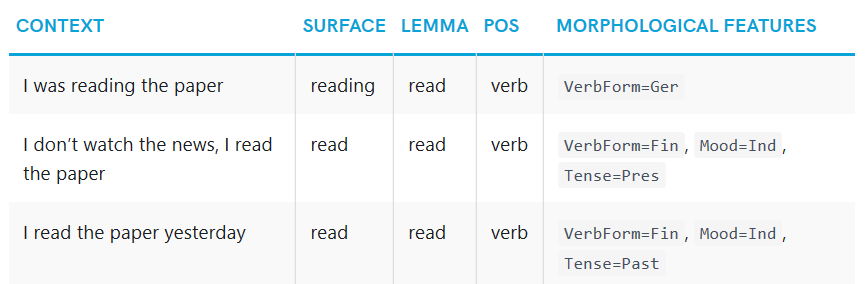 CONTEXT SURFACE LEMMA POS MORPHOLOGICAL FEATURES
I was reading the paper reading read verb VerbForm=Ger
I don’t watch the news, I read read read verb VerbForm=Fin , Mood=Ind ,
the paper Tense=Pres
I read the paper yesterday read read verb VerbForm=Fin , Mood=Ind ,
Tense=Past